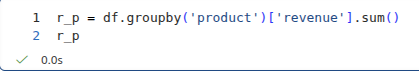 1 r_p = df.groupby('product')['revenue'].sum()
2 r_p
✓ 0.0s